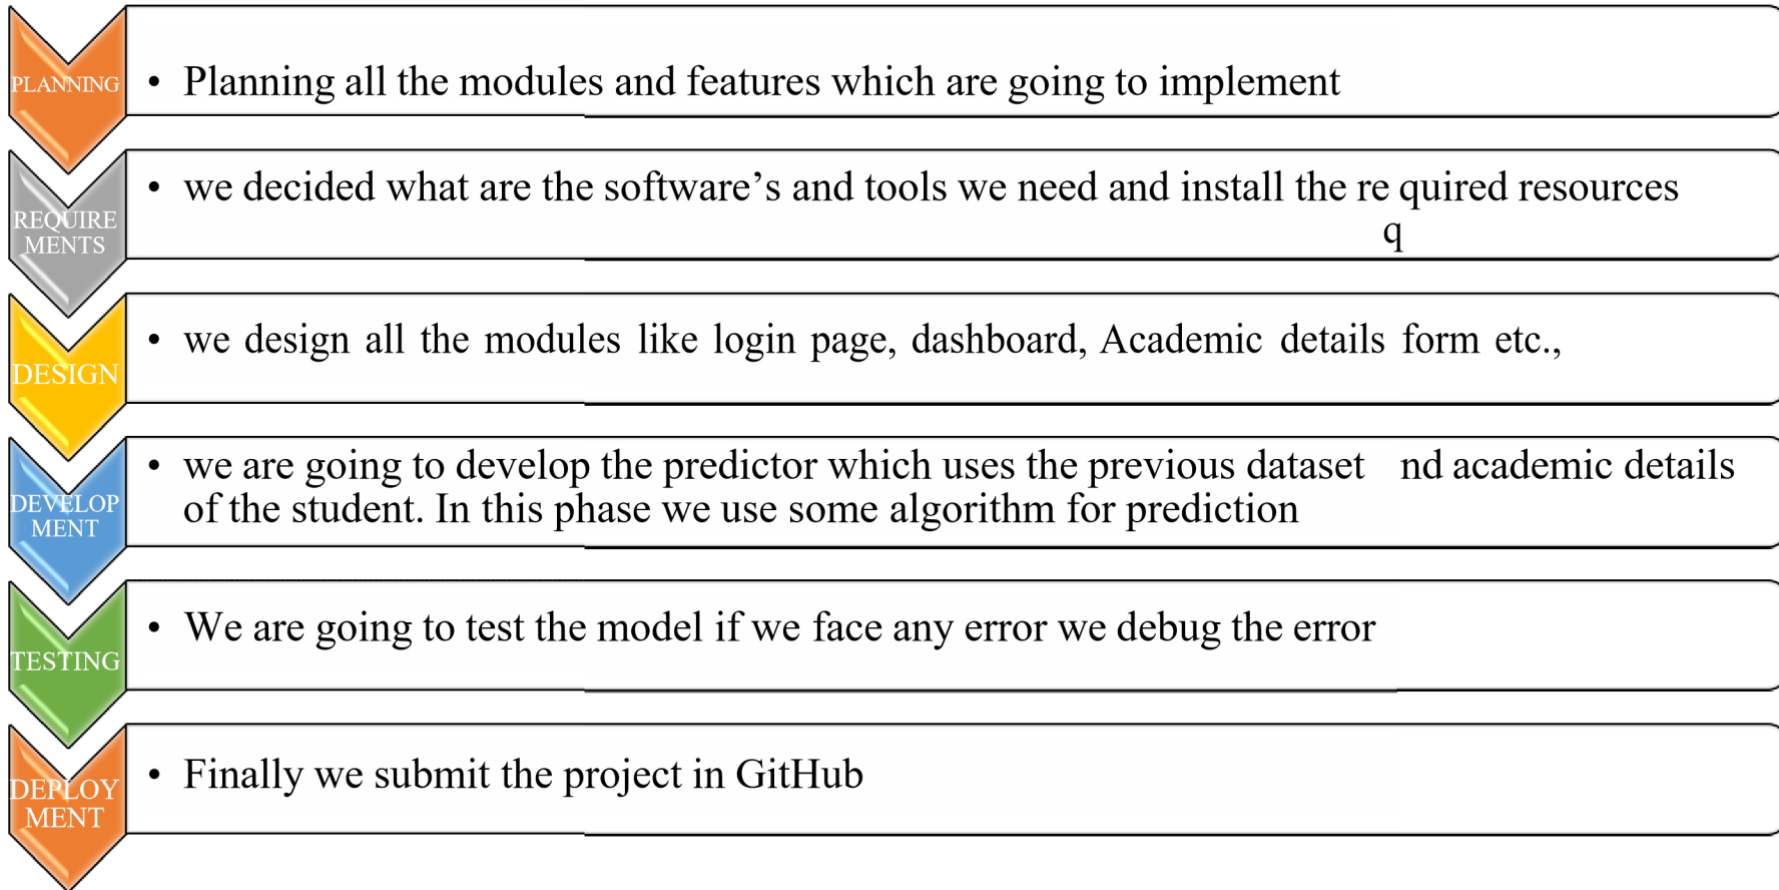 PLANNING
• Planning all the modules and features which are going to implement
REQUIRE
MENTS
• we decided what are the software’s and tools we need and install the re quired resources
q
DESIGN
• we design all the modules like login page, dashboard, Academic details form etc.,
DEVELOP
MENT
• we are going to develop the predictor which uses the previous dataset nd academic details
of the student. In this phase we use some algorithm for prediction
TESTING
• We are going to test the model if we face any error we debug the error
DEPLOY
MENT
• Finally we submit the project in GitHub